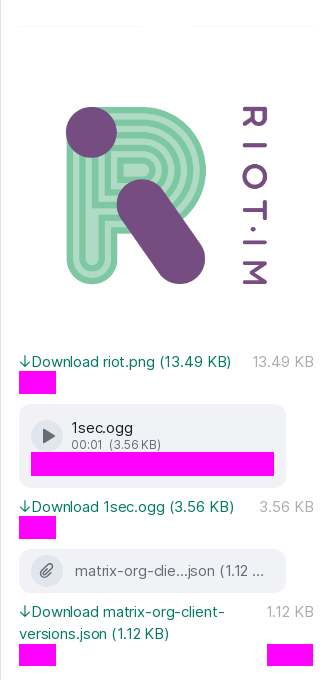 RIOT.IM
↓Download riot.png (13.49 KB) 13.49 KB
1sec.ogg
00:01 (3.56 KB)
↓Download 1sec.ogg (3.56 KB) 3.56 KB
matrix-org-clie...json (1.12 ...
↓Download matrix-org-client- 1.12 KB
versions.json (1.12 KB)